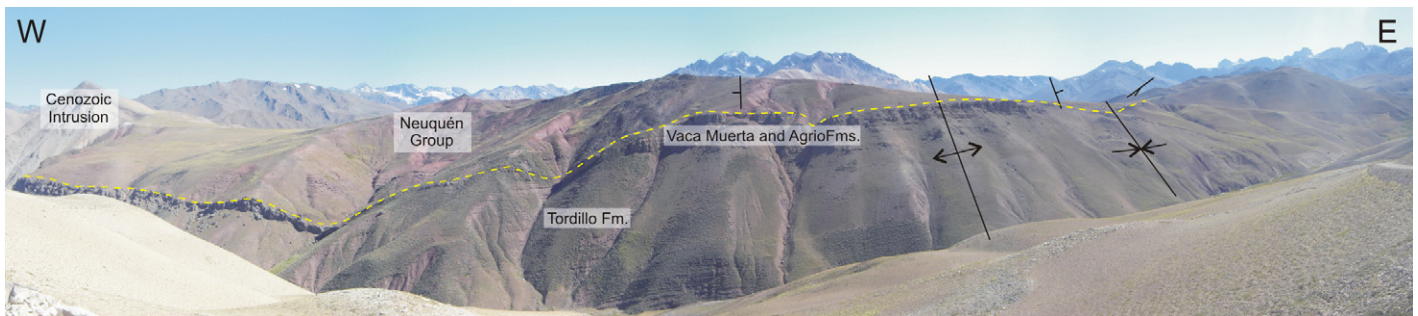 W
E
Cenozoic
Intrusion
Neuquén
Group
Vaca Muerta and AgrioFms.
Tordillo Fm.